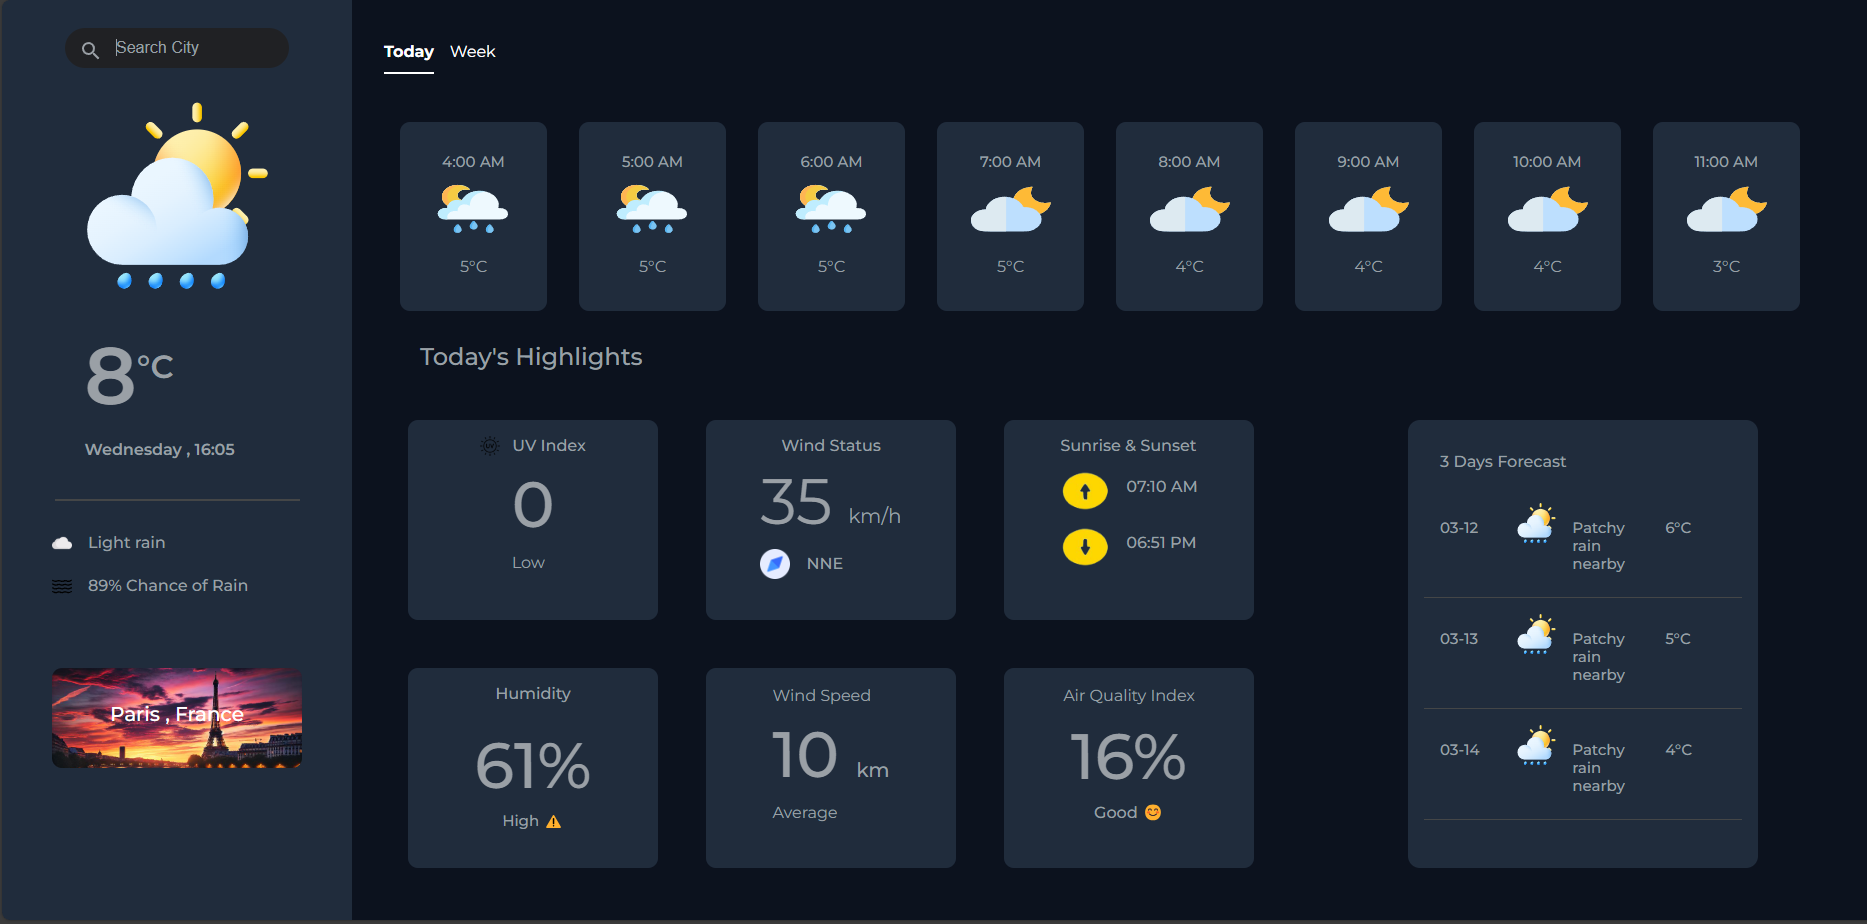 Search City
8°C
Wednesday , 16:05
Light rain
89% Chance of Rain
Paris , France
Today Week
4:00 AM 5:00 AM 6:00 AM 7:00 AM 8:00 AM 9:00 AM 10:00 AM 11:00 AM
5°C 5°C 5°C 5°C 4°C 4°C 4°C 3°C
Today's Highlights
UV Index
0
Low
Wind Status
35 km/h
NNE
Sunrise & Sunset
07:10 AM
06:51 PM
Humidity
61%
High
Wind Speed
10 km
Average
Air Quality Index
16%
Good 😊
3 Days Forecast
03-12 Patchy 6°C
rain
nearby
03-13 Patchy 5°C
rain
nearby
03-14 Patchy 4°C
rain
nearby